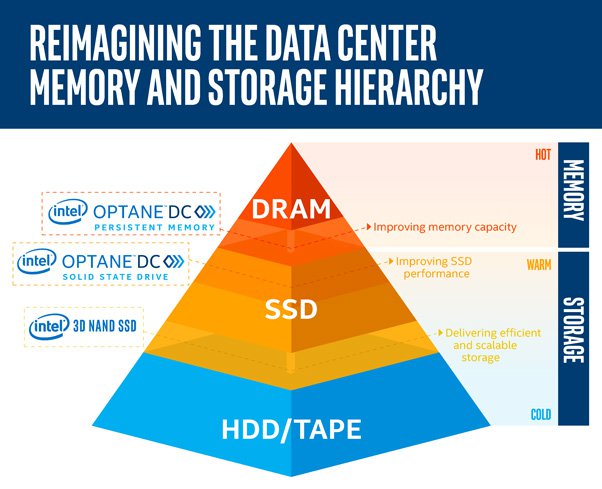 REIMAGINING THE DATA CENTER
MEMORY AND STORAGE HIERARCHY
HOT
MEMORY
intel OPTANE™ DC
PERSISTENT MEMORY
DRAM
Improving memory capacity
intel OPTANE™ DC
SOLID STATE DRIVE
Improving SSD
performance
WARM
SSD
STORAGE
intel 3D NAND SSD
Delivering efficient
and scalable
storage
HDD/TAPE
COLD